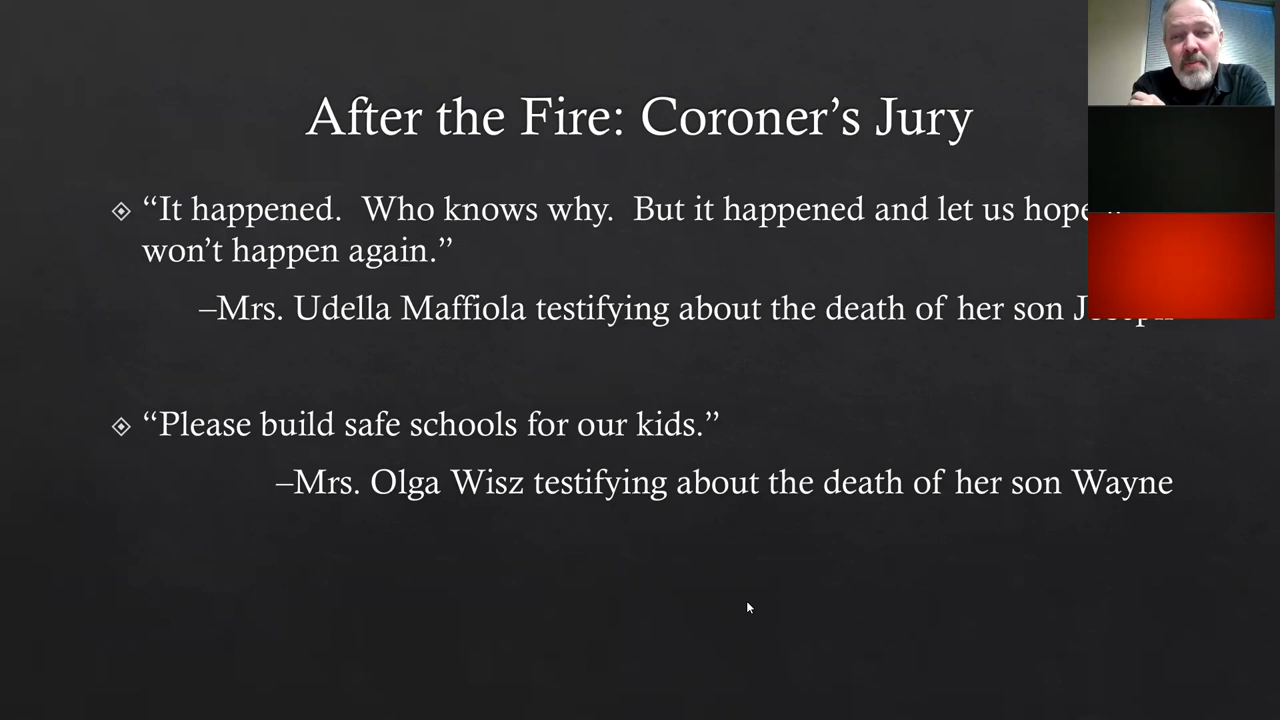 After the Fire: Coroner’s Jury
“It happened.  Who knows why.  But it happened and let us hope
won’t happen again.”
–Mrs. Udella Maffiola testifying about the death of her son
“Please build safe schools for our kids.”
–Mrs. Olga Wisz testifying about the death of her son Wayne